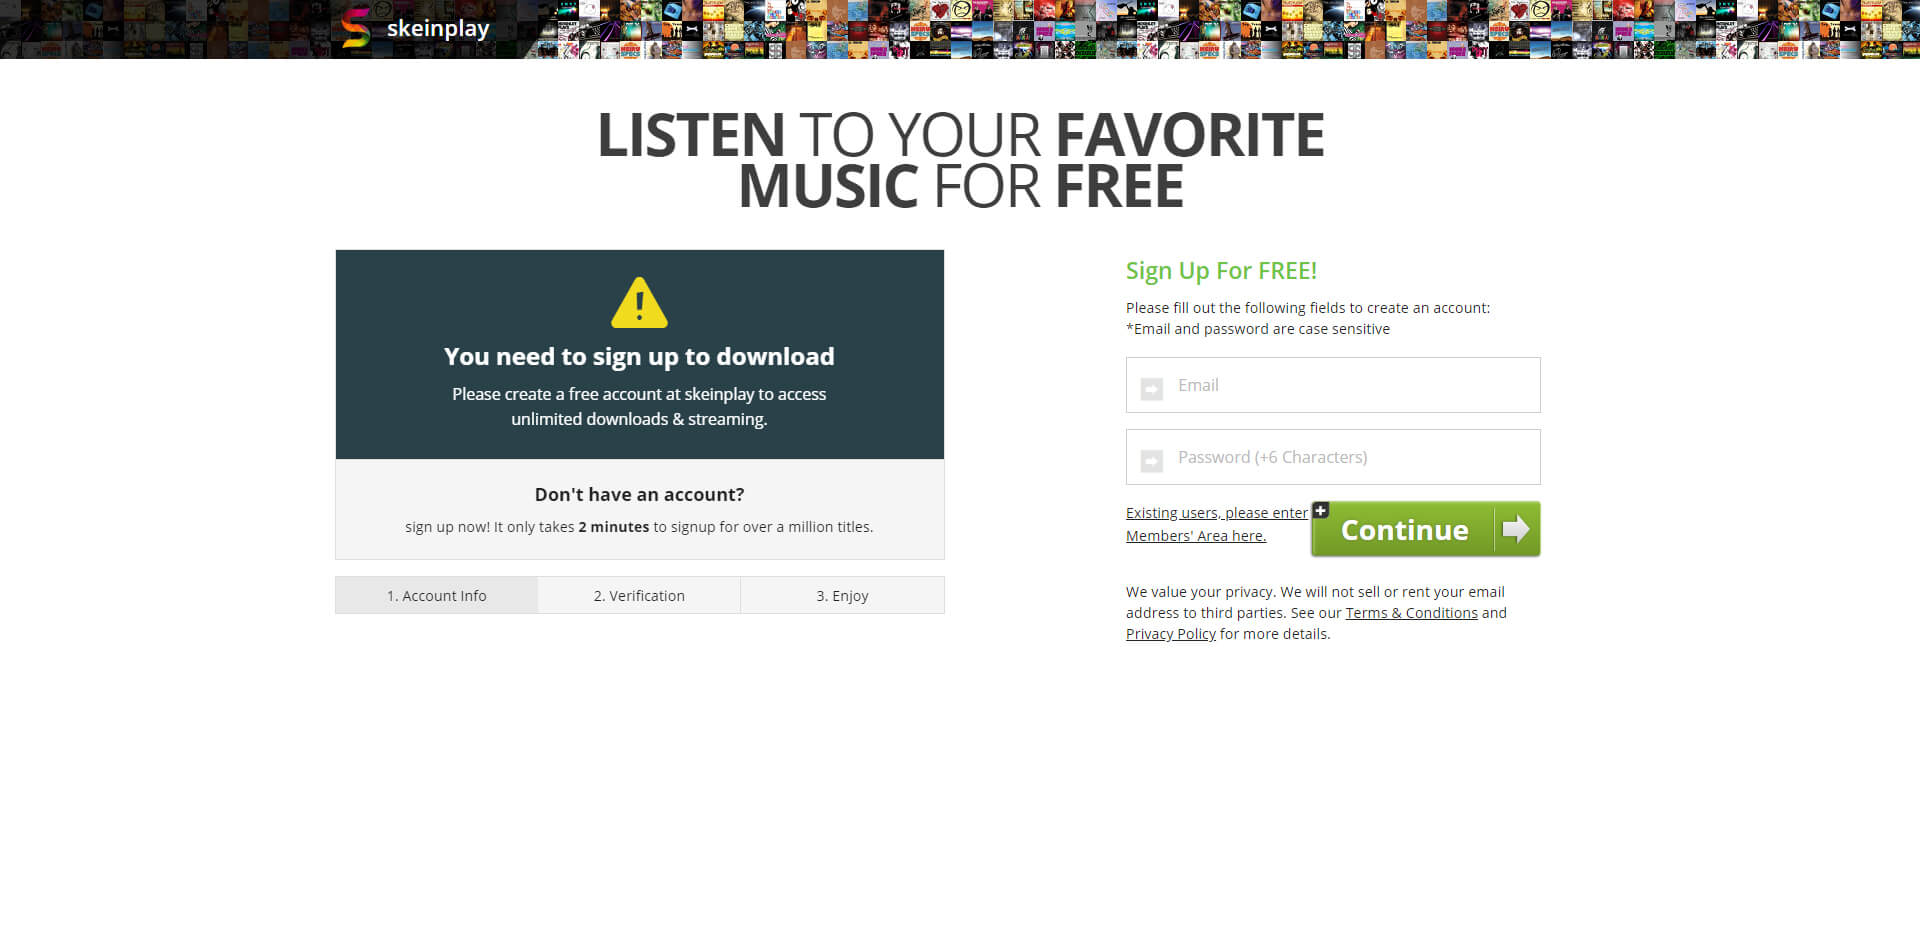 skeinplay
LISTEN TO YOUR FAVORITE
MUSIC FOR FREE
You need to sign up to download
Please create a free account at skeinplay to access
unlimited downloads & streaming.
Don't have an account?
sign up now! It only takes 2 minutes to signup for over a million titles.
1. Account Info
2. Verification
3. Enjoy
Sign Up For FREE!
Please fill out the following fields to create an account:
*Email and password are case sensitive
Email
Password (+6 Characters)
Existing users, please enter
Members' Area here.
Continue
We value your privacy. We will not sell or rent your email
address to third parties. See our Terms & Conditions and
Privacy Policy for more details.